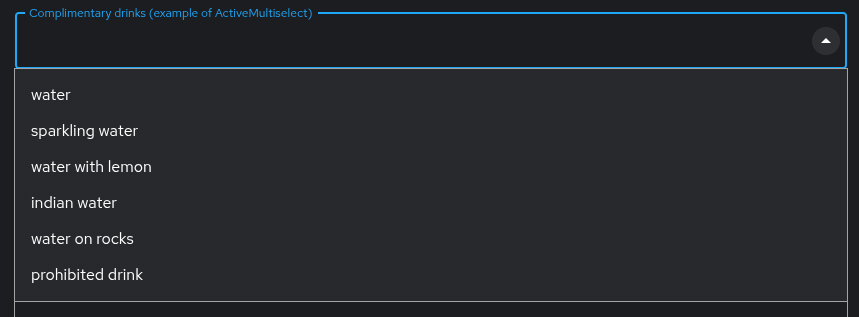 Complimentary drinks (example of ActiveMultiselect)
water
sparkling water
water with lemon
indian water
water on rocks
prohibited drink